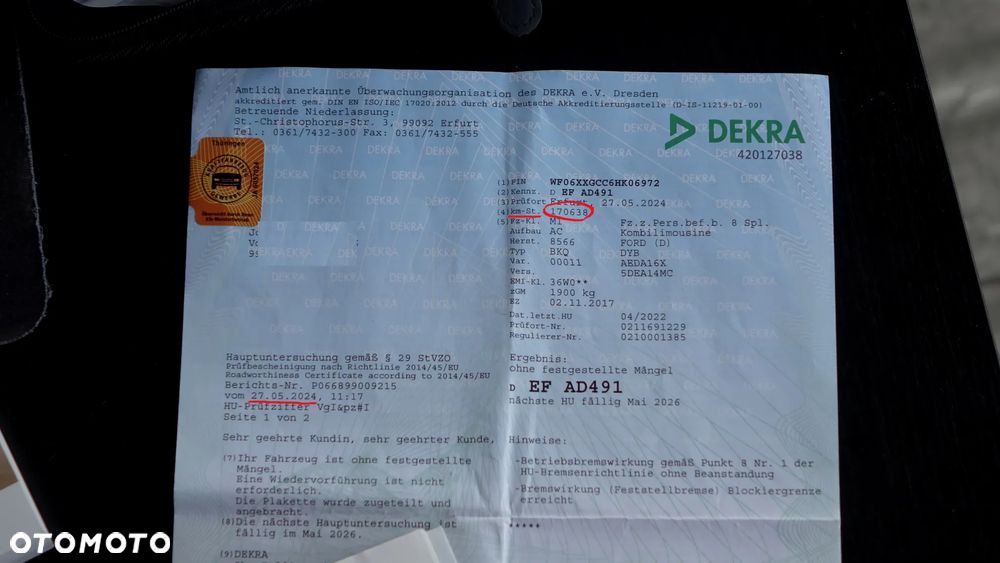 Amtlich anerkannte Überwachungsorganisation des DEKRA e.V. Dresden
akkreditiert gem. DIN EN ISO/IEC 17020:2012 durch die Deutsche Akkreditierungsstelle (D-IS-11219-01-00)
Betreuende Niederlassung:
St.-Christophorus-Str. 3, 99092 Erfurt
Tel.: 0361/7432-300 Fax: 0361/7432-555
DEKRA
420127038
Thüringen
KRAFTFAHRZEUG
GEWERBE
(1) FIN WF06XXGCC6HK06972
(2) Kennz. D EF AD491
(3) Prüfort Erfurt, 27.05.2024
(4) km-St. 170638
(5) Fz-Kl. M1 Fz.z.Pers.bef.b. 8 Spl.
Aufbau AC Kombilimousine
Herst. 8566 FORD (D)
Typ BKQ DYB
Var. 00011 AEDA16X
Vers. 5DEA14MC
EMI-Kl. 36W0**
zGM 1900 kg
EZ 02.11.2017
Dat.letzt.HU 04/2022
Prüfort-Nr. 0211691229
Regulierer-Nr. 0210001385
Hauptuntersuchung gemäß § 29 StVZO
Prüfbescheinigung nach Richtlinie 2014/45/EU
Roadworthiness Certificate according to 2014/45/EU
Berichts-Nr. P066899009215
vom 27.05.2024, 11:17
HU-Prüfziffer VgI&pz#I
Seite 1 von 2
Ergebnis:
ohne festgestellte Mängel
D EF AD491
nächste HU fällig Mai 2026
Sehr geehrte Kundin, sehr geehrter Kunde,
(7) Ihr Fahrzeug ist ohne festgestellte
Mängel.
Eine Wiedervorführung ist nicht
erforderlich.
Die Plakette wurde zugeteilt und
angebracht.
(8) Die nächste Hauptuntersuchung ist
fällig im Mai 2026.
(9) DEKRA
Hinweise:
-Betriebsbremswirkung gemäß Punkt 8 Nr. 1 der
HU-Bremsenrichtlinie ohne Beanstandung
-Bremswirkung (Feststellbremse) Blockiergrenze
erreicht
*****
OTOMOTO